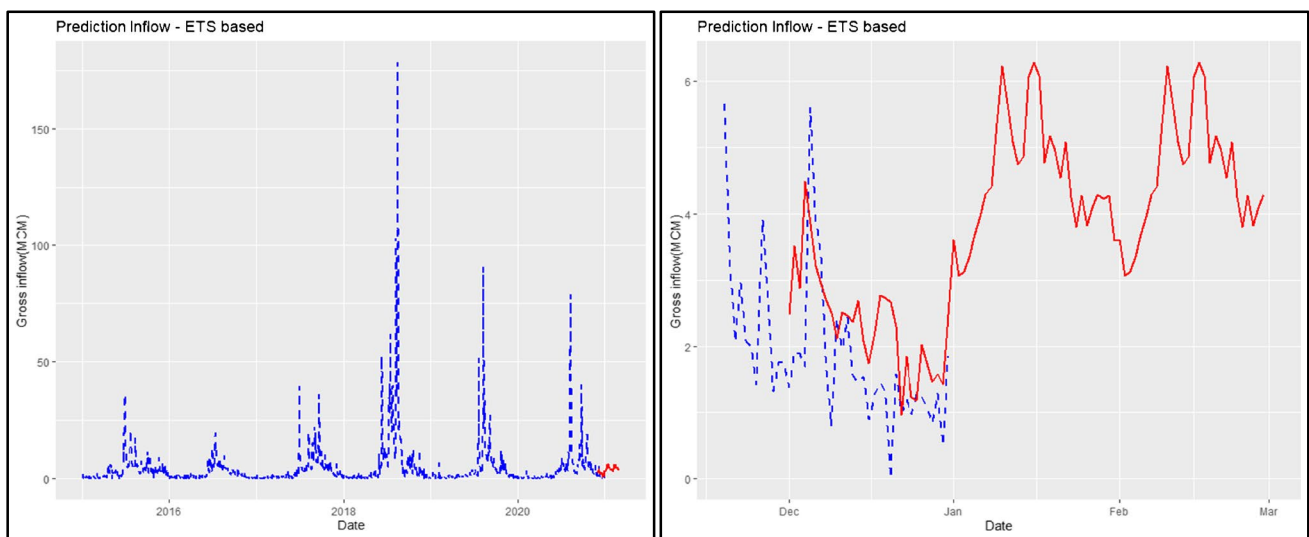 Prediction Inflow - ETS based
Gross inflow(MCM)
150
100
50
0
2016
2018
2020
Date
Prediction Inflow - ETS based
Gross inflow(MCM)
6
4
2
0
Dec
Jan
Feb
Mar
Date